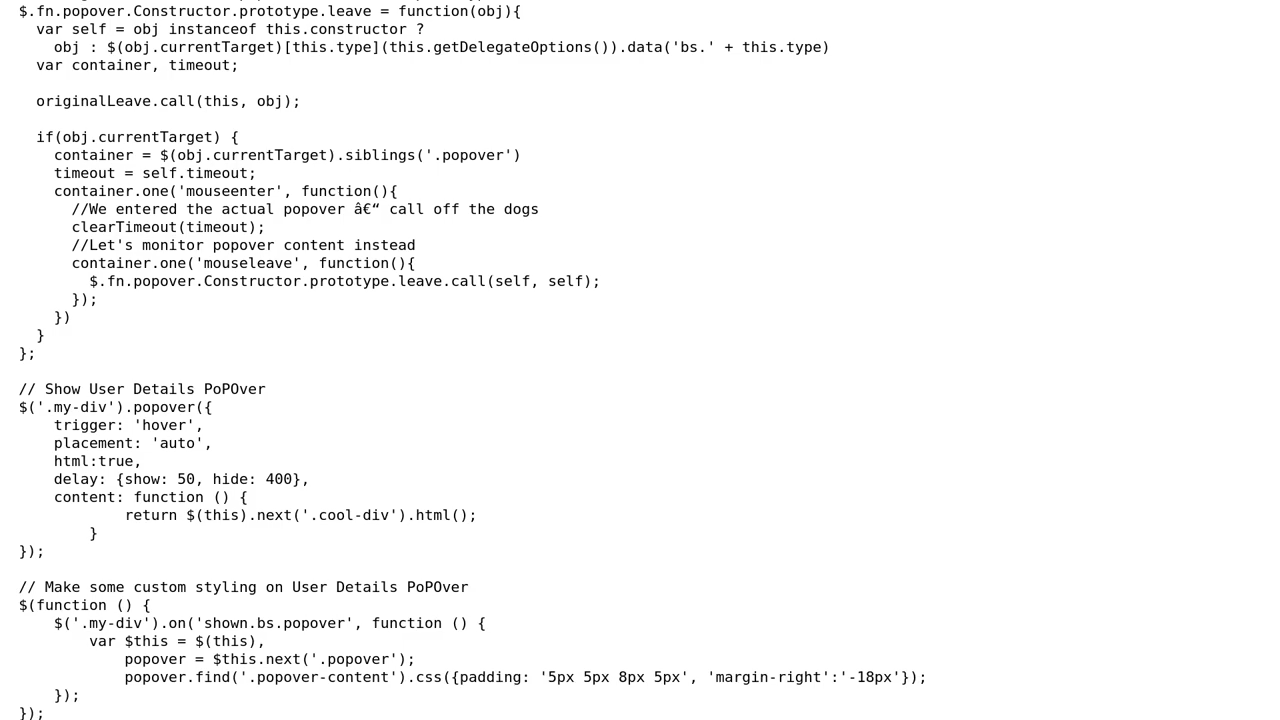 $.fn.popover.Constructor.prototype.leave = function(obj){
  var self = obj instanceof this.constructor ?
    obj : $(obj.currentTarget)[this.type](this.getDelegateOptions()).data('bs.' + this.type)
  var container, timeout;

  originalLeave.call(this, obj);

  if(obj.currentTarget) {
    container = $(obj.currentTarget).siblings('.popover')
    timeout = self.timeout;
    container.one('mouseenter', function(){
      //We entered the actual popover â€“ call off the dogs
      clearTimeout(timeout);
      //Let's monitor popover content instead
      container.one('mouseleave', function(){
        $.fn.popover.Constructor.prototype.leave.call(self, self);
      });
    })
  }
};

// Show User Details PoPOver
$('.my-div').popover({
    trigger: 'hover',
    placement: 'auto',
    html:true,
    delay: {show: 50, hide: 400},
    content: function () {
            return $(this).next('.cool-div').html();
        }
});

// Make some custom styling on User Details PoPOver
$(function () {
    $('.my-div').on('shown.bs.popover', function () {
        var $this = $(this),
            popover = $this.next('.popover');
            popover.find('.popover-content').css({padding: '5px 5px 8px 5px', 'margin-right':'-18px'});
    });
});